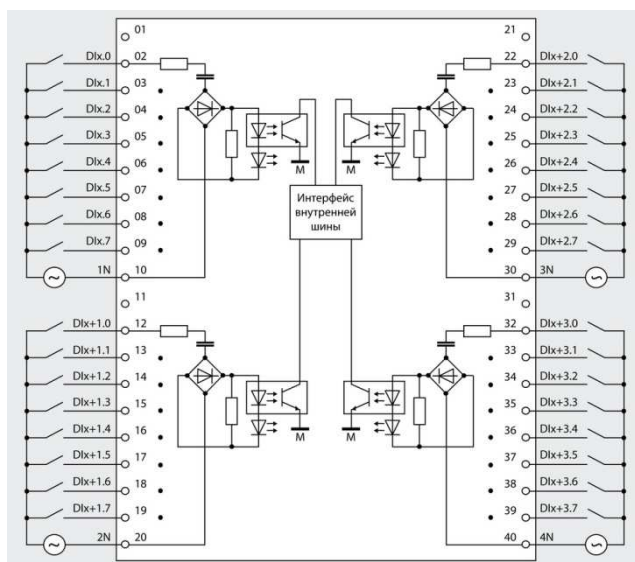 01
DIx.0 02
DIx.1 03
DIx.2 04
DIx.3 05
DIx.4 06
DIx.5 07
DIx.6 08
DIx.7 09
1N 10
11
DIx+1.0 12
DIx+1.1 13
DIx+1.2 14
DIx+1.3 15
DIx+1.4 16
DIx+1.5 17
DIx+1.6 18
DIx+1.7 19
2N 20
M
M
Интерфейс
внутренней
шины
M
M
21
22 DIx+2.0
23 DIx+2.1
24 DIx+2.2
25 DIx+2.3
26 DIx+2.4
27 DIx+2.5
28 DIx+2.6
29 DIx+2.7
30 3N
31
32 DIx+3.0
33 DIx+3.1
34 DIx+3.2
35 DIx+3.3
36 DIx+3.4
37 DIx+3.5
38 DIx+3.6
39 DIx+3.7
40 4N